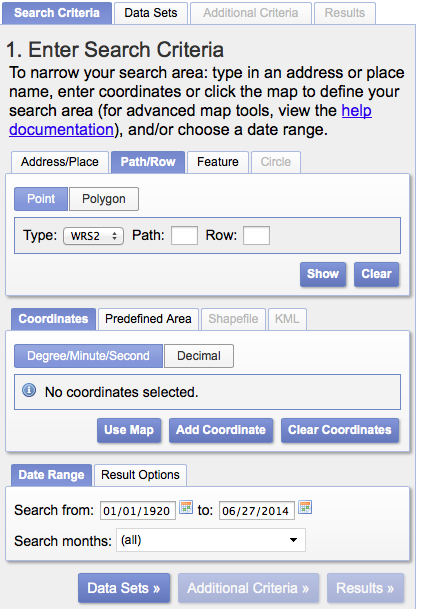 Search Criteria Data Sets Additional Criteria Results
1. Enter Search Criteria
To narrow your search area: type in an address or place
name, enter coordinates or click the map to define your
search area (for advanced map tools, view the help
documentation), and/or choose a date range.
Address/Place Path/Row Feature Circle
Point Polygon
Type: WRS2 Path: Row:
Show Clear
Coordinates Predefined Area Shapefile KML
Degree/Minute/Second Decimal
No coordinates selected.
Use Map Add Coordinate Clear Coordinates
Date Range Result Options
Search from: 01/01/1920 to: 06/27/2014
Search months: (all)
Data Sets » Additional Criteria » Results »